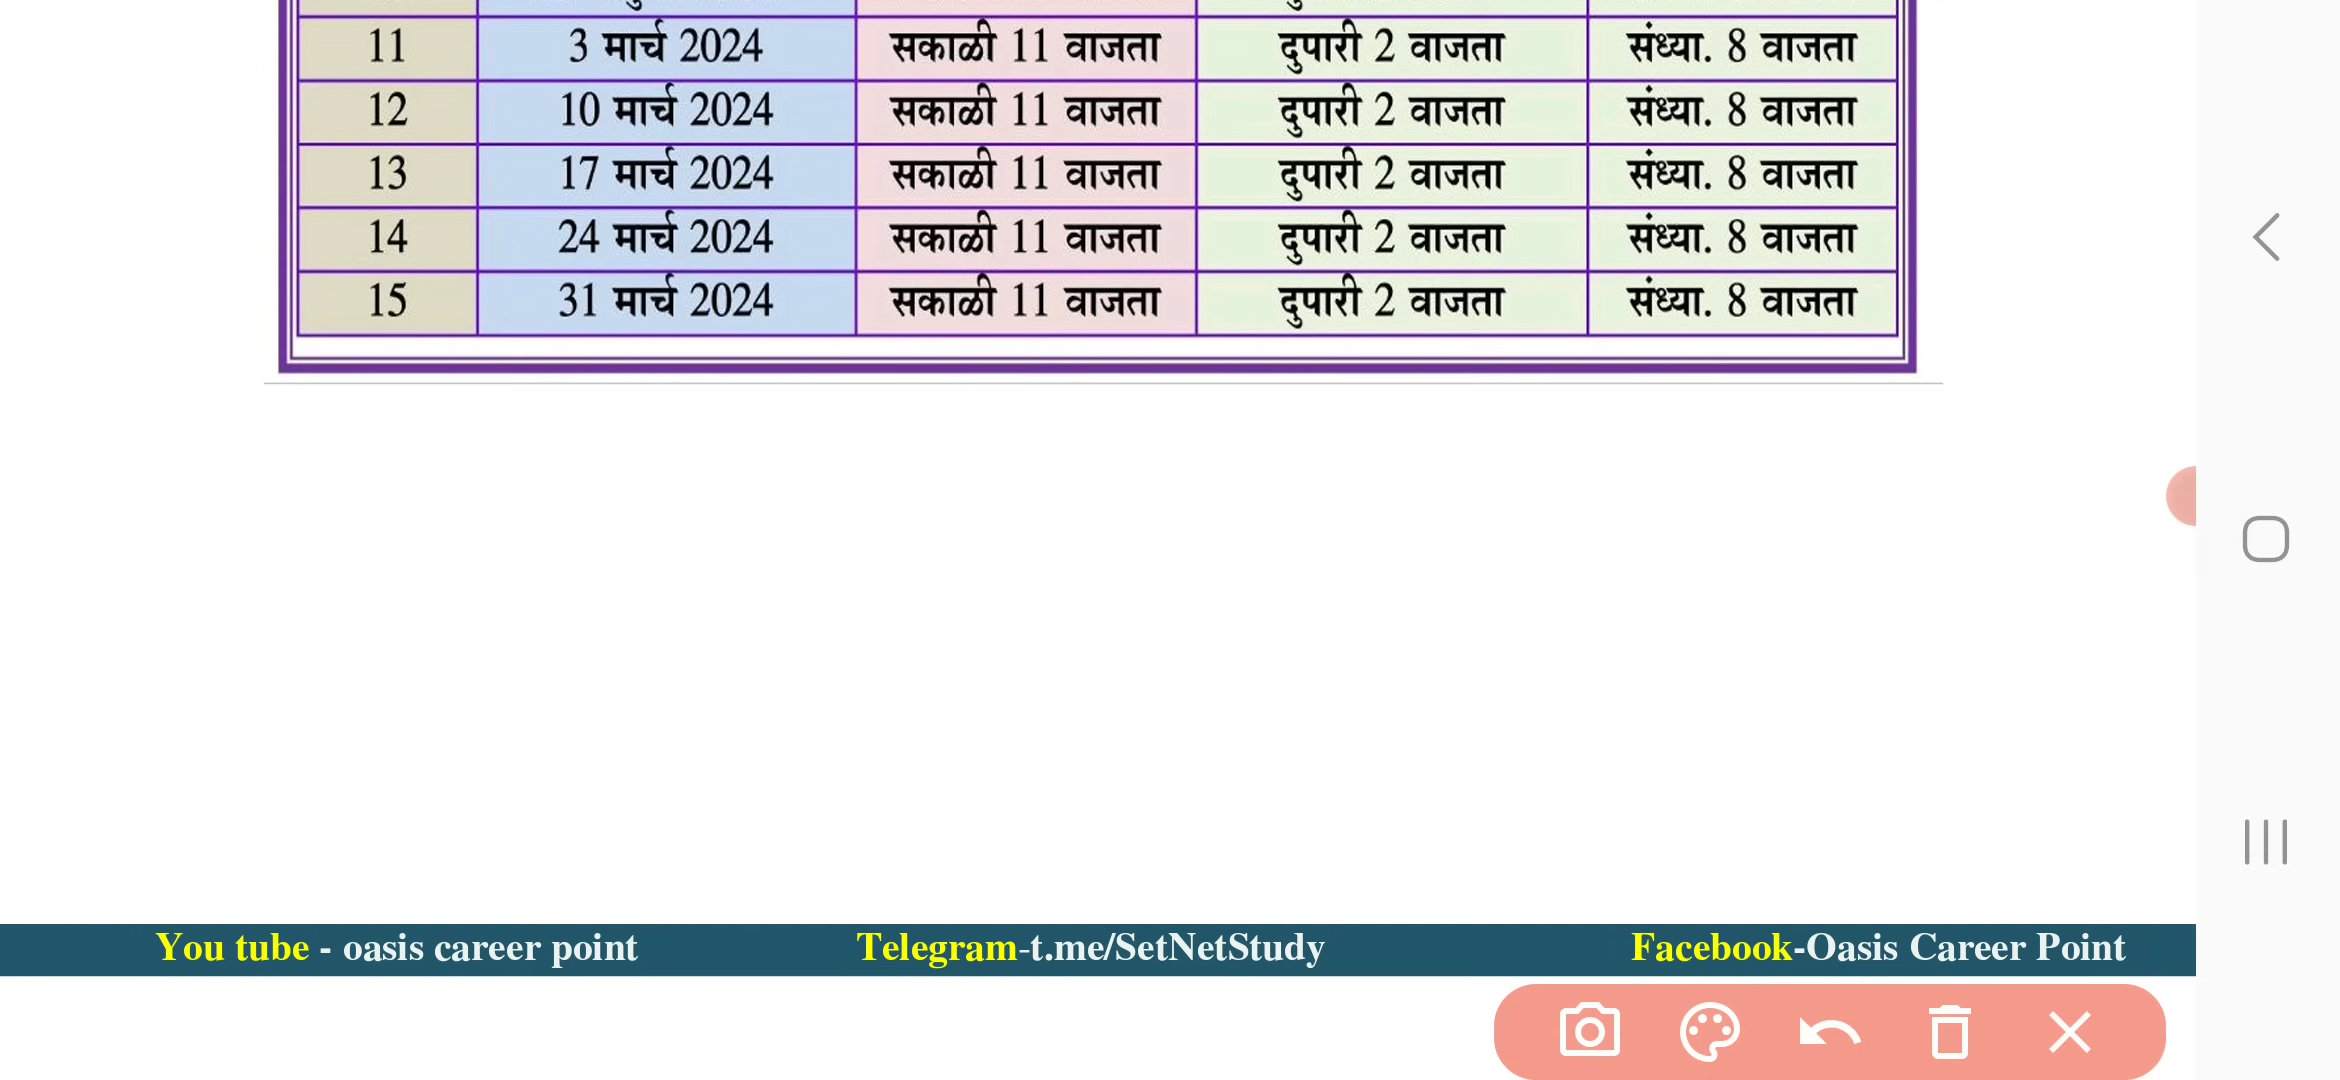 11 3 मार्च 2024 सकाळी 11 वाजता दुपारी 2 वाजता संध्या. 8 वाजता
12 10 मार्च 2024 सकाळी 11 वाजता दुपारी 2 वाजता संध्या. 8 वाजता
13 17 मार्च 2024 सकाळी 11 वाजता दुपारी 2 वाजता संध्या. 8 वाजता
14 24 मार्च 2024 सकाळी 11 वाजता दुपारी 2 वाजता संध्या. 8 वाजता
15 31 मार्च 2024 सकाळी 11 वाजता दुपारी 2 वाजता संध्या. 8 वाजता
You tube - oasis career point Telegram-t.me/SetNetStudy Facebook-Oasis Career Point